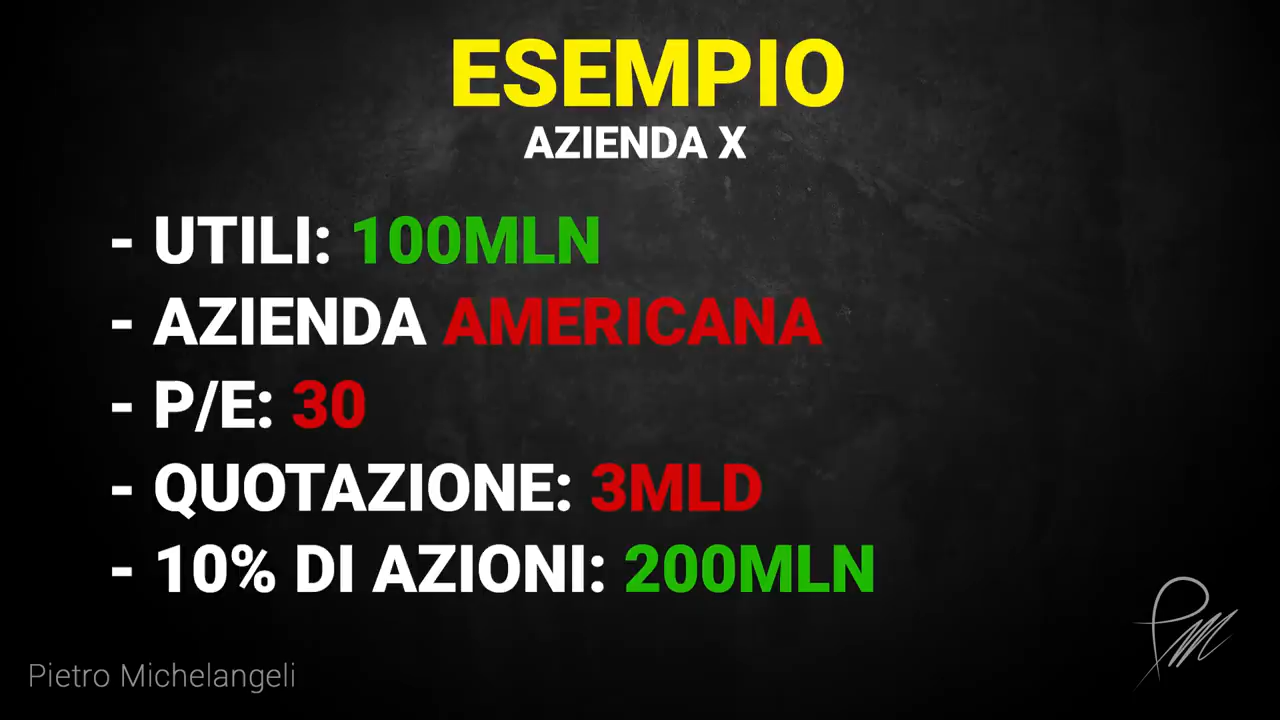 ESEMPIO
AZIENDA X
- UTILI: 100MLN
- AZIENDA AMERICANA
- P/E: 30
- QUOTAZIONE: 3MLD
- 10% DI AZIONI: 200MLN
Pietro Michelangeli